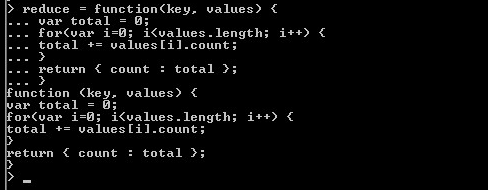 > reduce = function(key, values) {
... var total = 0;
... for(var i=0; i<values.length; i++) {
... total += values[i].count;
... }
... return { count : total };
... }
function (key, values) {
var total = 0;
for(var i=0; i<values.length; i++) {
total += values[i].count;
}
return { count : total };
}
> _